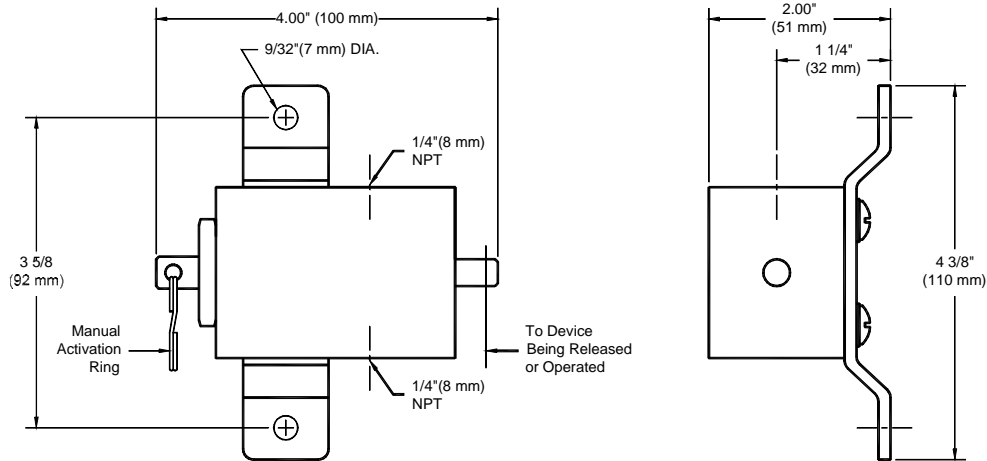 4.00" (100 mm)
9/32"(7 mm) DIA.
1/4"(8 mm)
NPT
3 5/8
(92 mm)
Manual
Activation
Ring
To Device
Being Released
or Operated
1/4"(8 mm)
NPT
2.00"
(51 mm)
1 1/4"
(32 mm)
4 3/8"
(110 mm)